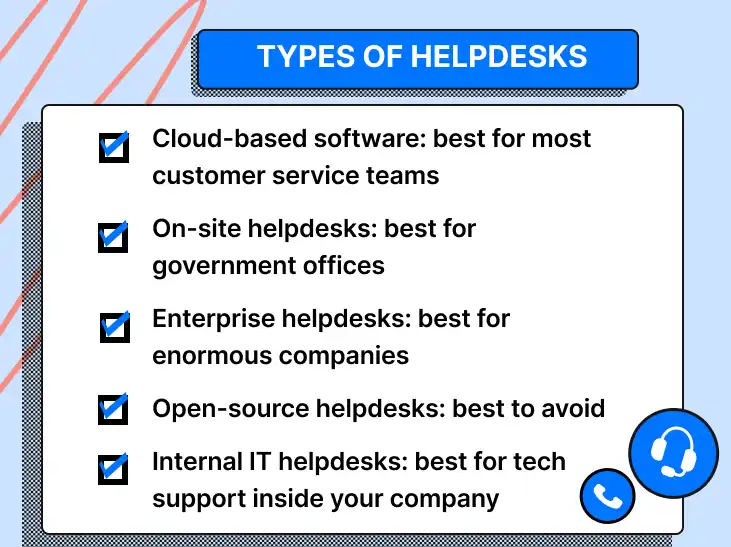 TYPES OF HELPDESKS
Cloud-based software: best for most
customer service teams
On-site helpdesks: best for
government offices
Enterprise helpdesks: best for
enormous companies
Open-source helpdesks: best to avoid
Internal IT helpdesks: best for tech
support inside your company